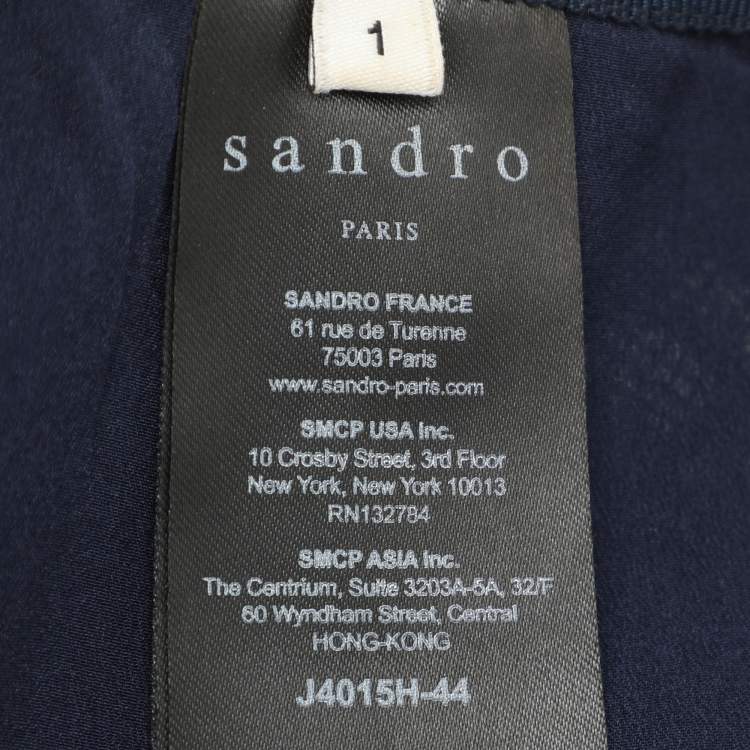 1
sandro
PARIS
SANDRO FRANCE
61 rue de Turenne
75003 Paris
www.sandro-paris.com
SMCP USA Inc.
10 Crosby Street, 3rd Floor
New York, New York 10013
RN132784
SMCP ASIA Inc.
The Centrium, Suite 3203A-5A, 32/F
60 Wyndham Street, Central
HONG-KONG
J4015H-44